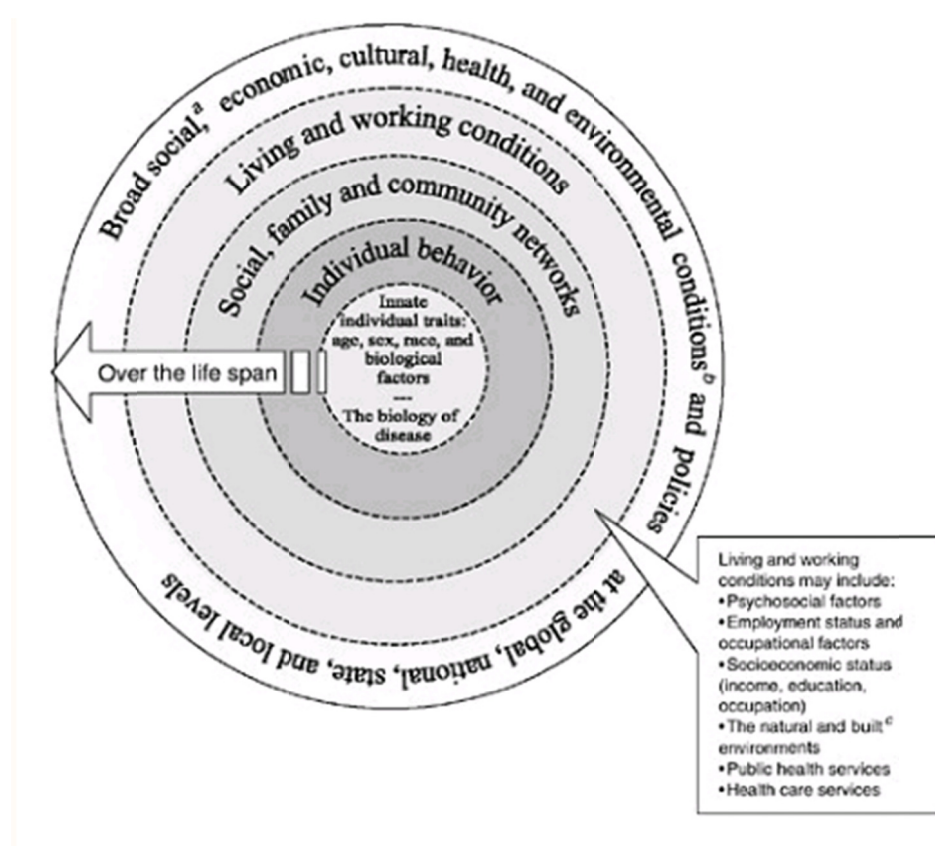 Broad social,ᵃ economic, cultural, health, and environmental conditionsᵇ and policies
at the global, national, state, and local levels
Living and working conditions
Social, family and community networks
Individual behavior
Innate
individual traits:
age, sex, race, and
biological
factors
---
The biology of
disease
Over the life span
Living and working
conditions may include:
•Psychosocial factors
•Employment status and
occupational factors
•Socioeconomic status
(income, education,
occupation)
•The natural and builtᶜ
environments
•Public health services
•Health care services